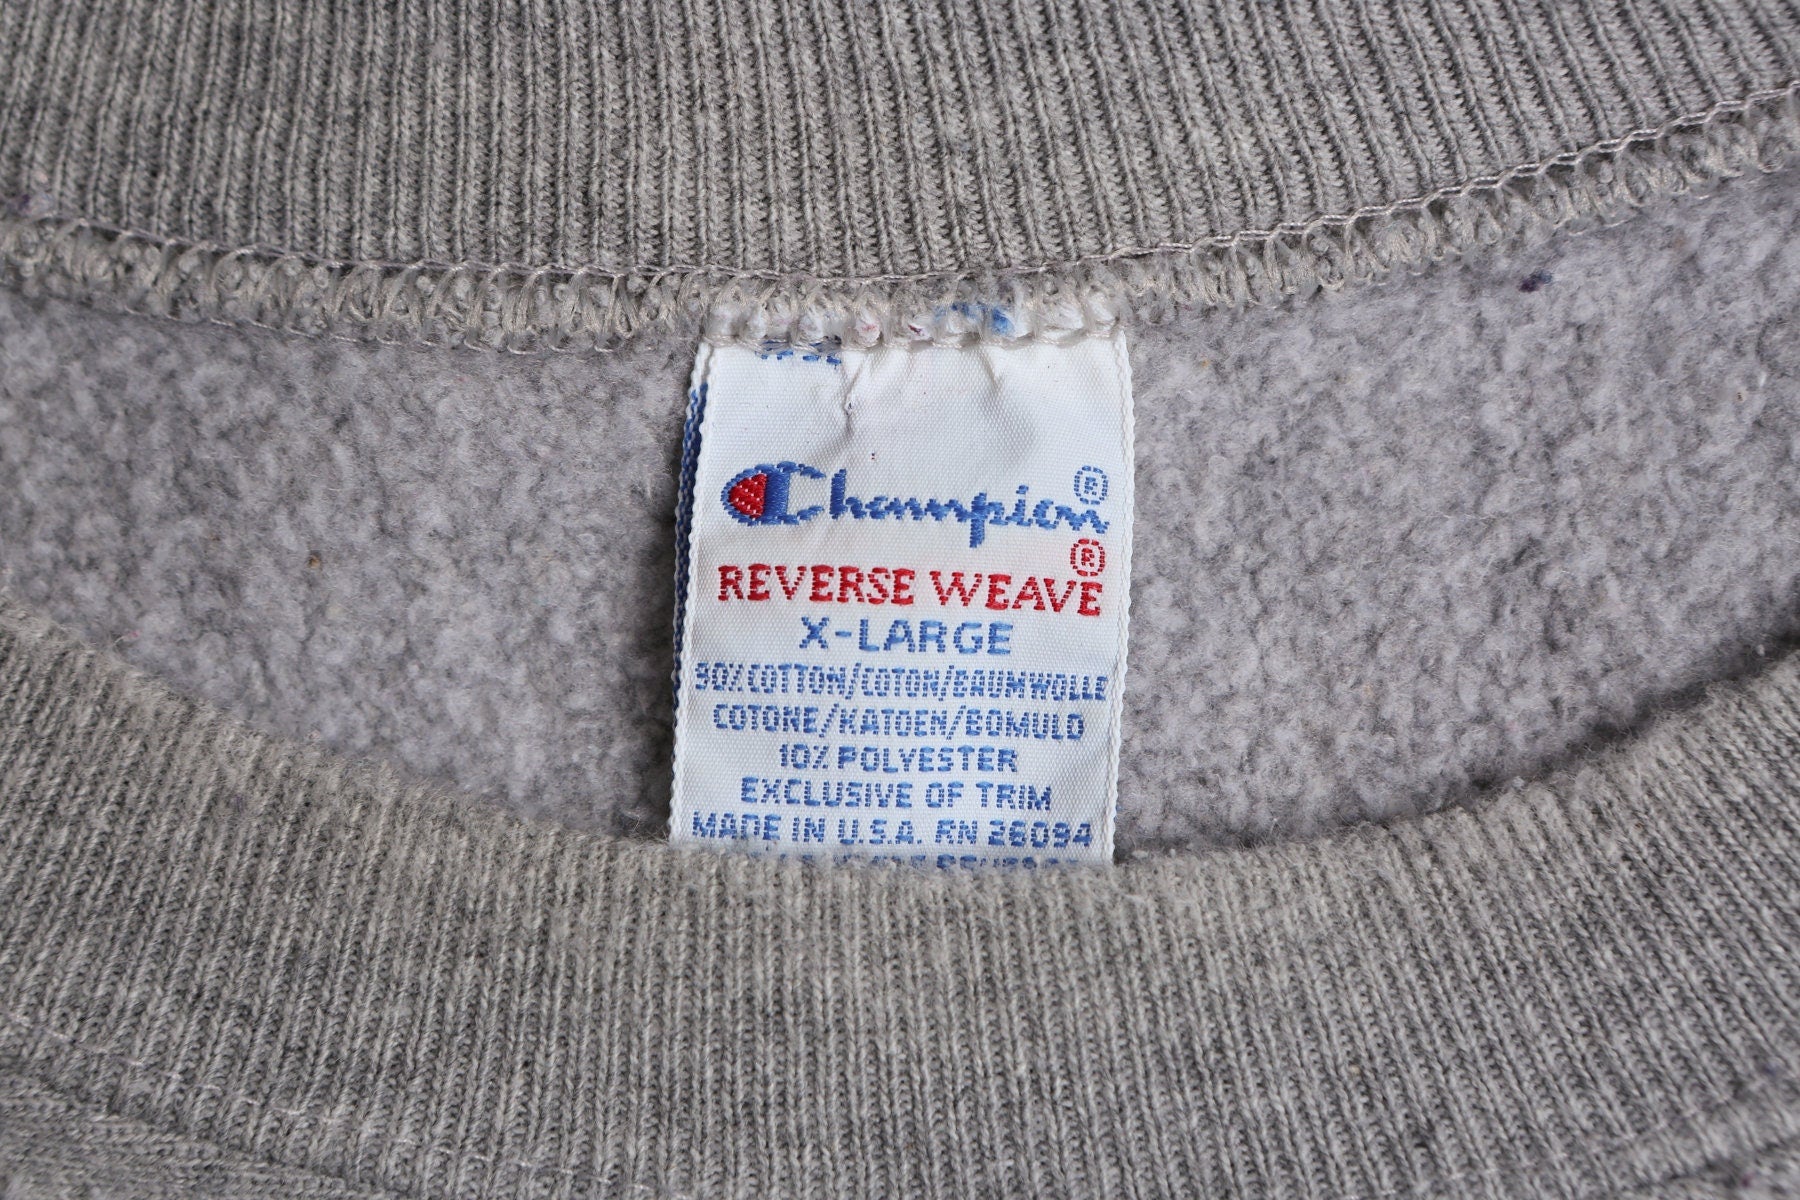 Champion®
REVERSE WEAVE®
X-LARGE
90% COTTON/COTON/BAUMWOLLE
COTONE/KATOEN/BOMULD
10% POLYESTER
EXCLUSIVE OF TRIM
MADE IN U.S.A. RN 26094